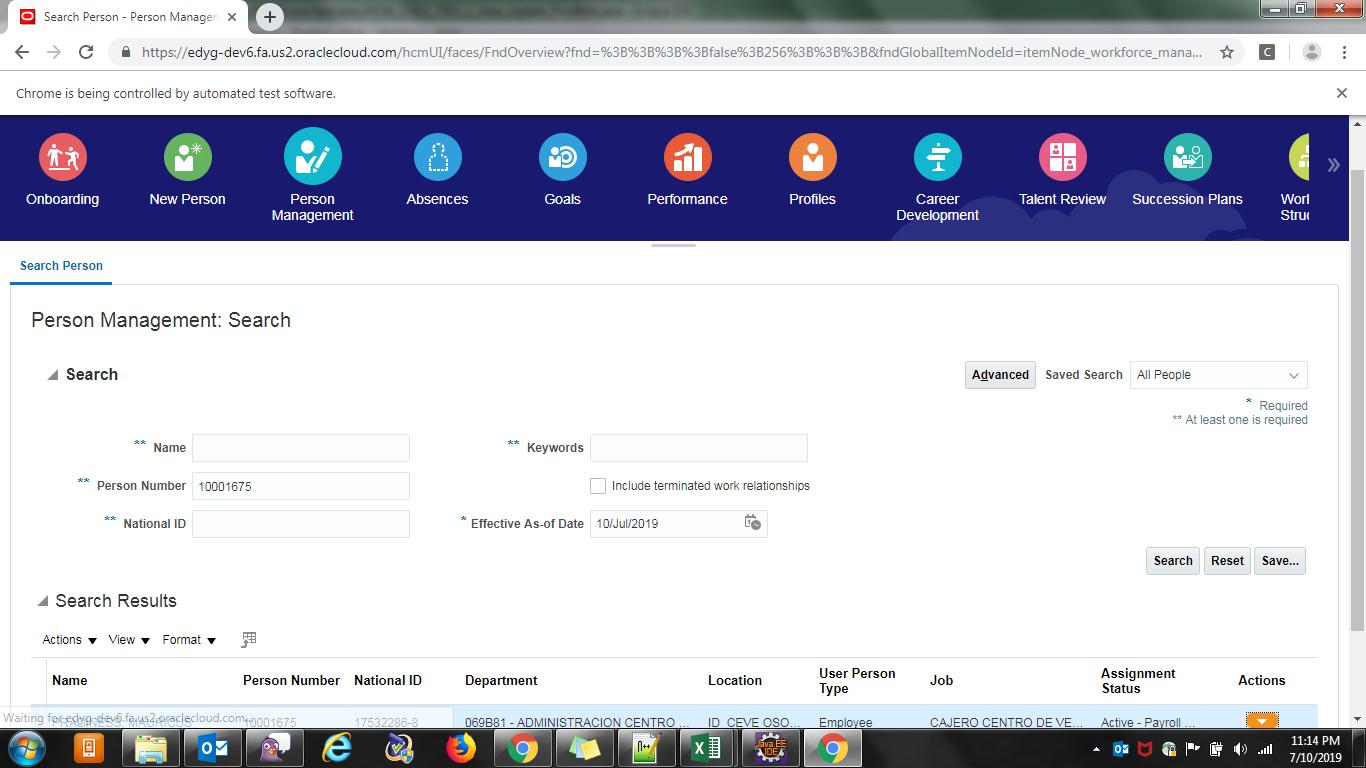 Search Person - Person Managem
https://edyg-dev6.fa.us2.oraclecloud.com/hcmUI/faces/FndOverview?fnd=%3B%3B%3B%3Bfalse%3B256%3B%3B%3B&fndGlobalItemNodeId=itemNode_workforce_mana...
C
Chrome is being controlled by automated test software.
Onboarding
New Person
Person Management
Absences
Goals
Performance
Profiles
Career Development
Talent Review
Succession Plans
Search Person
Person Management: Search
Search
Advanced
Saved Search
All People
* Required
** At least one is required
** Name
** Keywords
** Person Number 10001675
Include terminated work relationships
** National ID
* Effective As-of Date 10/Jul/2019
Search Reset Save...
Search Results
Actions View Format
Name Person Number National ID Department Location User Person Type Job Assignment Status Actions
10001675 17532286-8 069B81 - ADMINISTRACION CENTRO ... ID_CEVE OSO... Employee CAJERO CENTRO DE VE... Active - Payroll ...
Waiting for edyg-dev6.fa.us2.oraclecloud.com...
Java EE
IDE
11:14 PM
7/10/2019